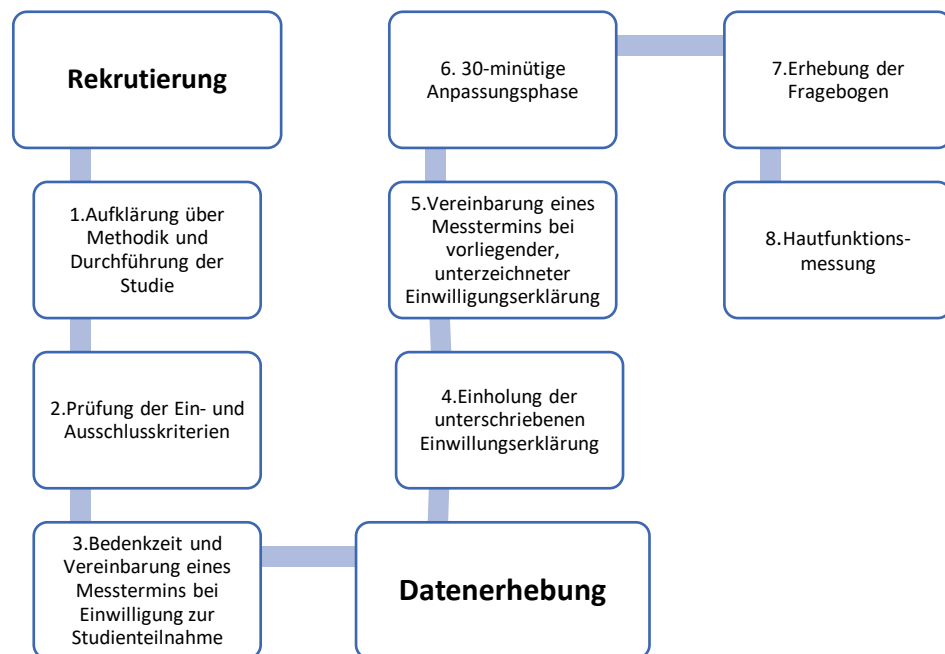 Rekrutierung
1.Aufklärung über
Methodik und
Durchführung der
Studie
2.Prüfung der Ein- und
Ausschlusskriterien
3.Bedenkzeit und
Vereinbarung eines
Messtermins bei
Einwilligung zur
Studienteilnahme
Datenerhebung
4.Einholung der
unterschriebenen
Einwillungserklärung
5.Vereinbarung eines
Messtermins bei
vorliegender,
unterzeichneter
Einwilligungserklärung
6. 30-minütige
Anpassungsphase
7.Erhebung der
Fragebogen
8.Hautfunktions-
messung